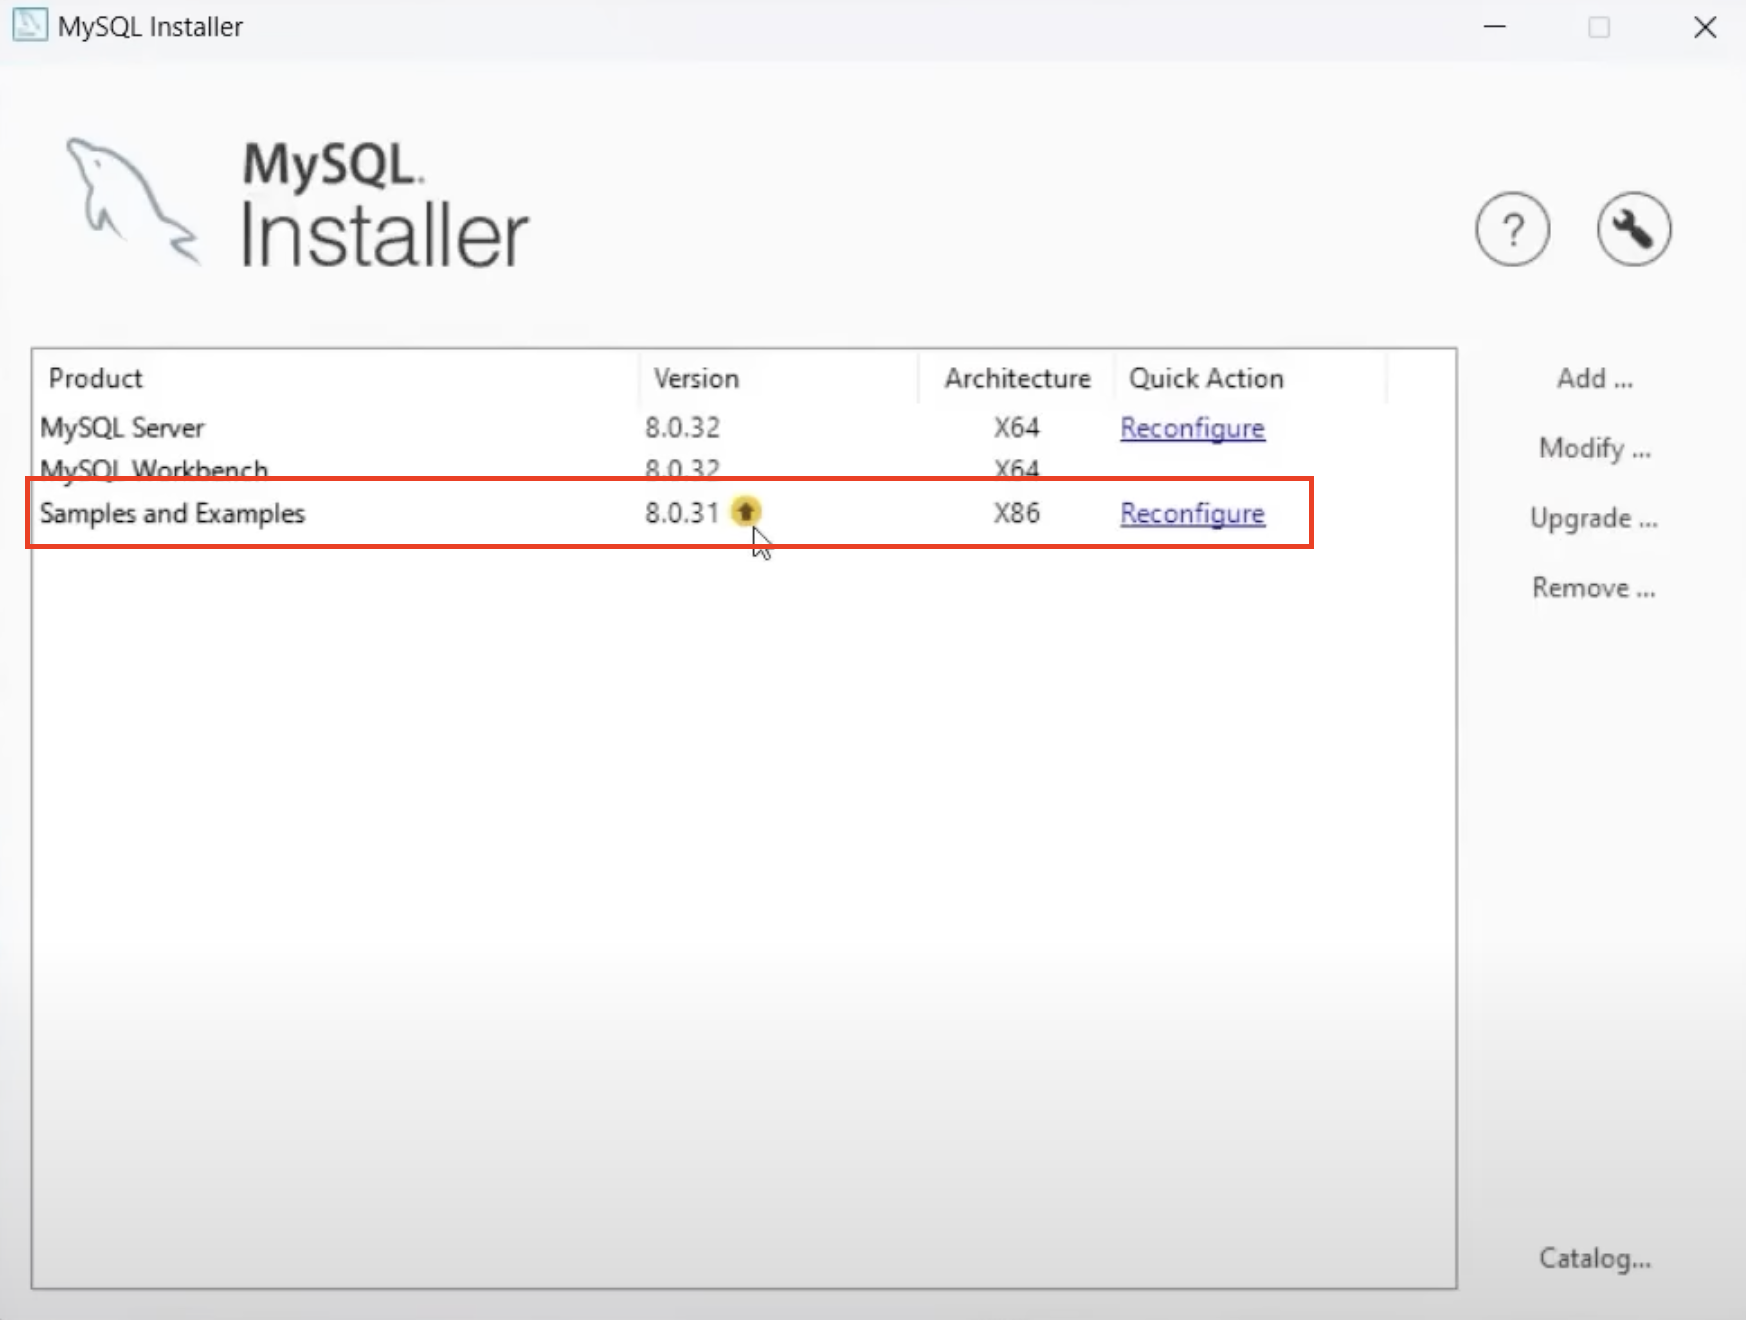 MySQL Installer
MySQL.
Installer
?
Product Version Architecture Quick Action
MySQL Server 8.0.32 X64 Reconfigure
MySQL Workbench 8.0.32 X64
Samples and Examples 8.0.31 X86 Reconfigure
Add ...
Modify ...
Upgrade ...
Remove ...
Catalog...